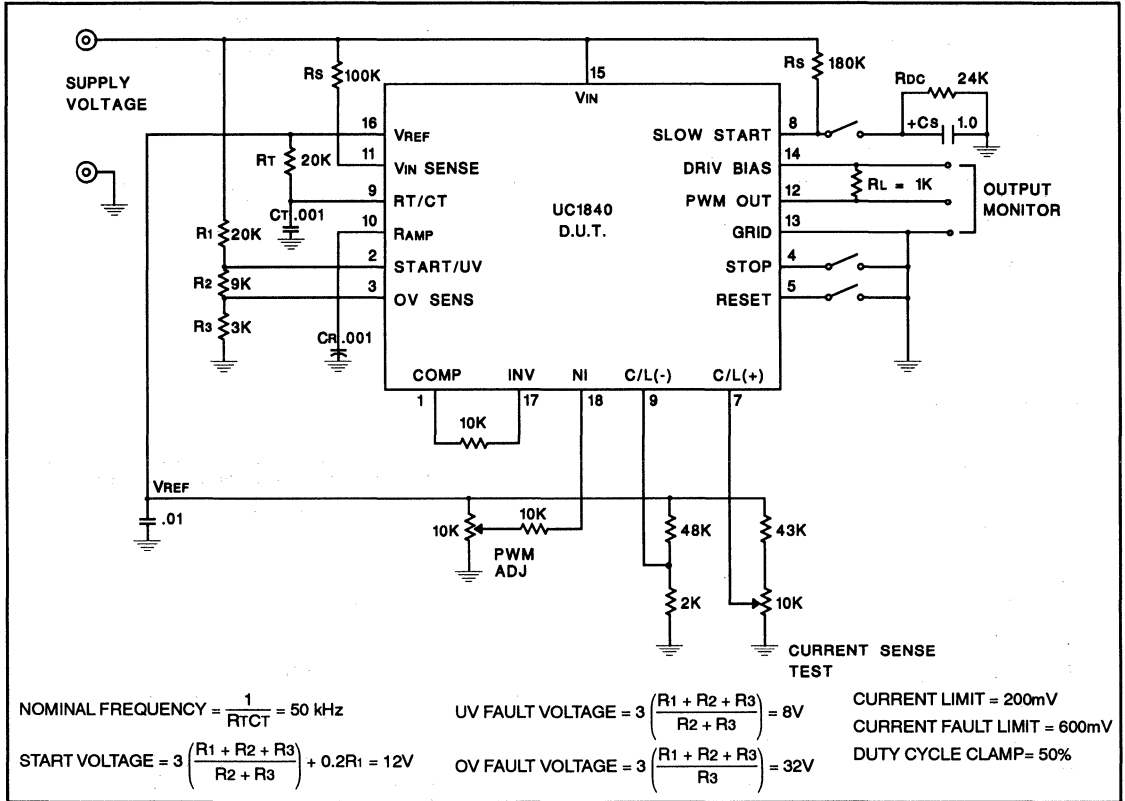 SUPPLY
VOLTAGE
RS 100K
15
VIN
RS 180K
RDC 24K
+CS 1.0
16 VREF
RT 20K
11 VIN SENSE
9 RT/CT
CT .001
10 RAMP
R1 20K
2 START/UV
R2 9K
3 OV SENS
R3 3K
CR .001
UC1840
D.U.T.
SLOW START 8
DRIV BIAS 14
RL = 1K
PWM OUT 12
OUTPUT
MONITOR
GRID 13
STOP 4
RESET 5
COMP INV NI C/L(-) C/L(+)
1 17 18 9 7
10K
VREF
.01
10K
10K
PWM
ADJ
48K
43K
2K
10K
CURRENT SENSE
TEST
NOMINAL FREQUENCY = 1 / RTCT = 50 kHz
START VOLTAGE = 3 ( R1 + R2 + R3 / R2 + R3 ) + 0.2R1 = 12V
UV FAULT VOLTAGE = 3 ( R1 + R2 + R3 / R2 + R3 ) = 8V
OV FAULT VOLTAGE = 3 ( R1 + R2 + R3 / R3 ) = 32V
CURRENT LIMIT = 200mV
CURRENT FAULT LIMIT = 600mV
DUTY CYCLE CLAMP= 50%